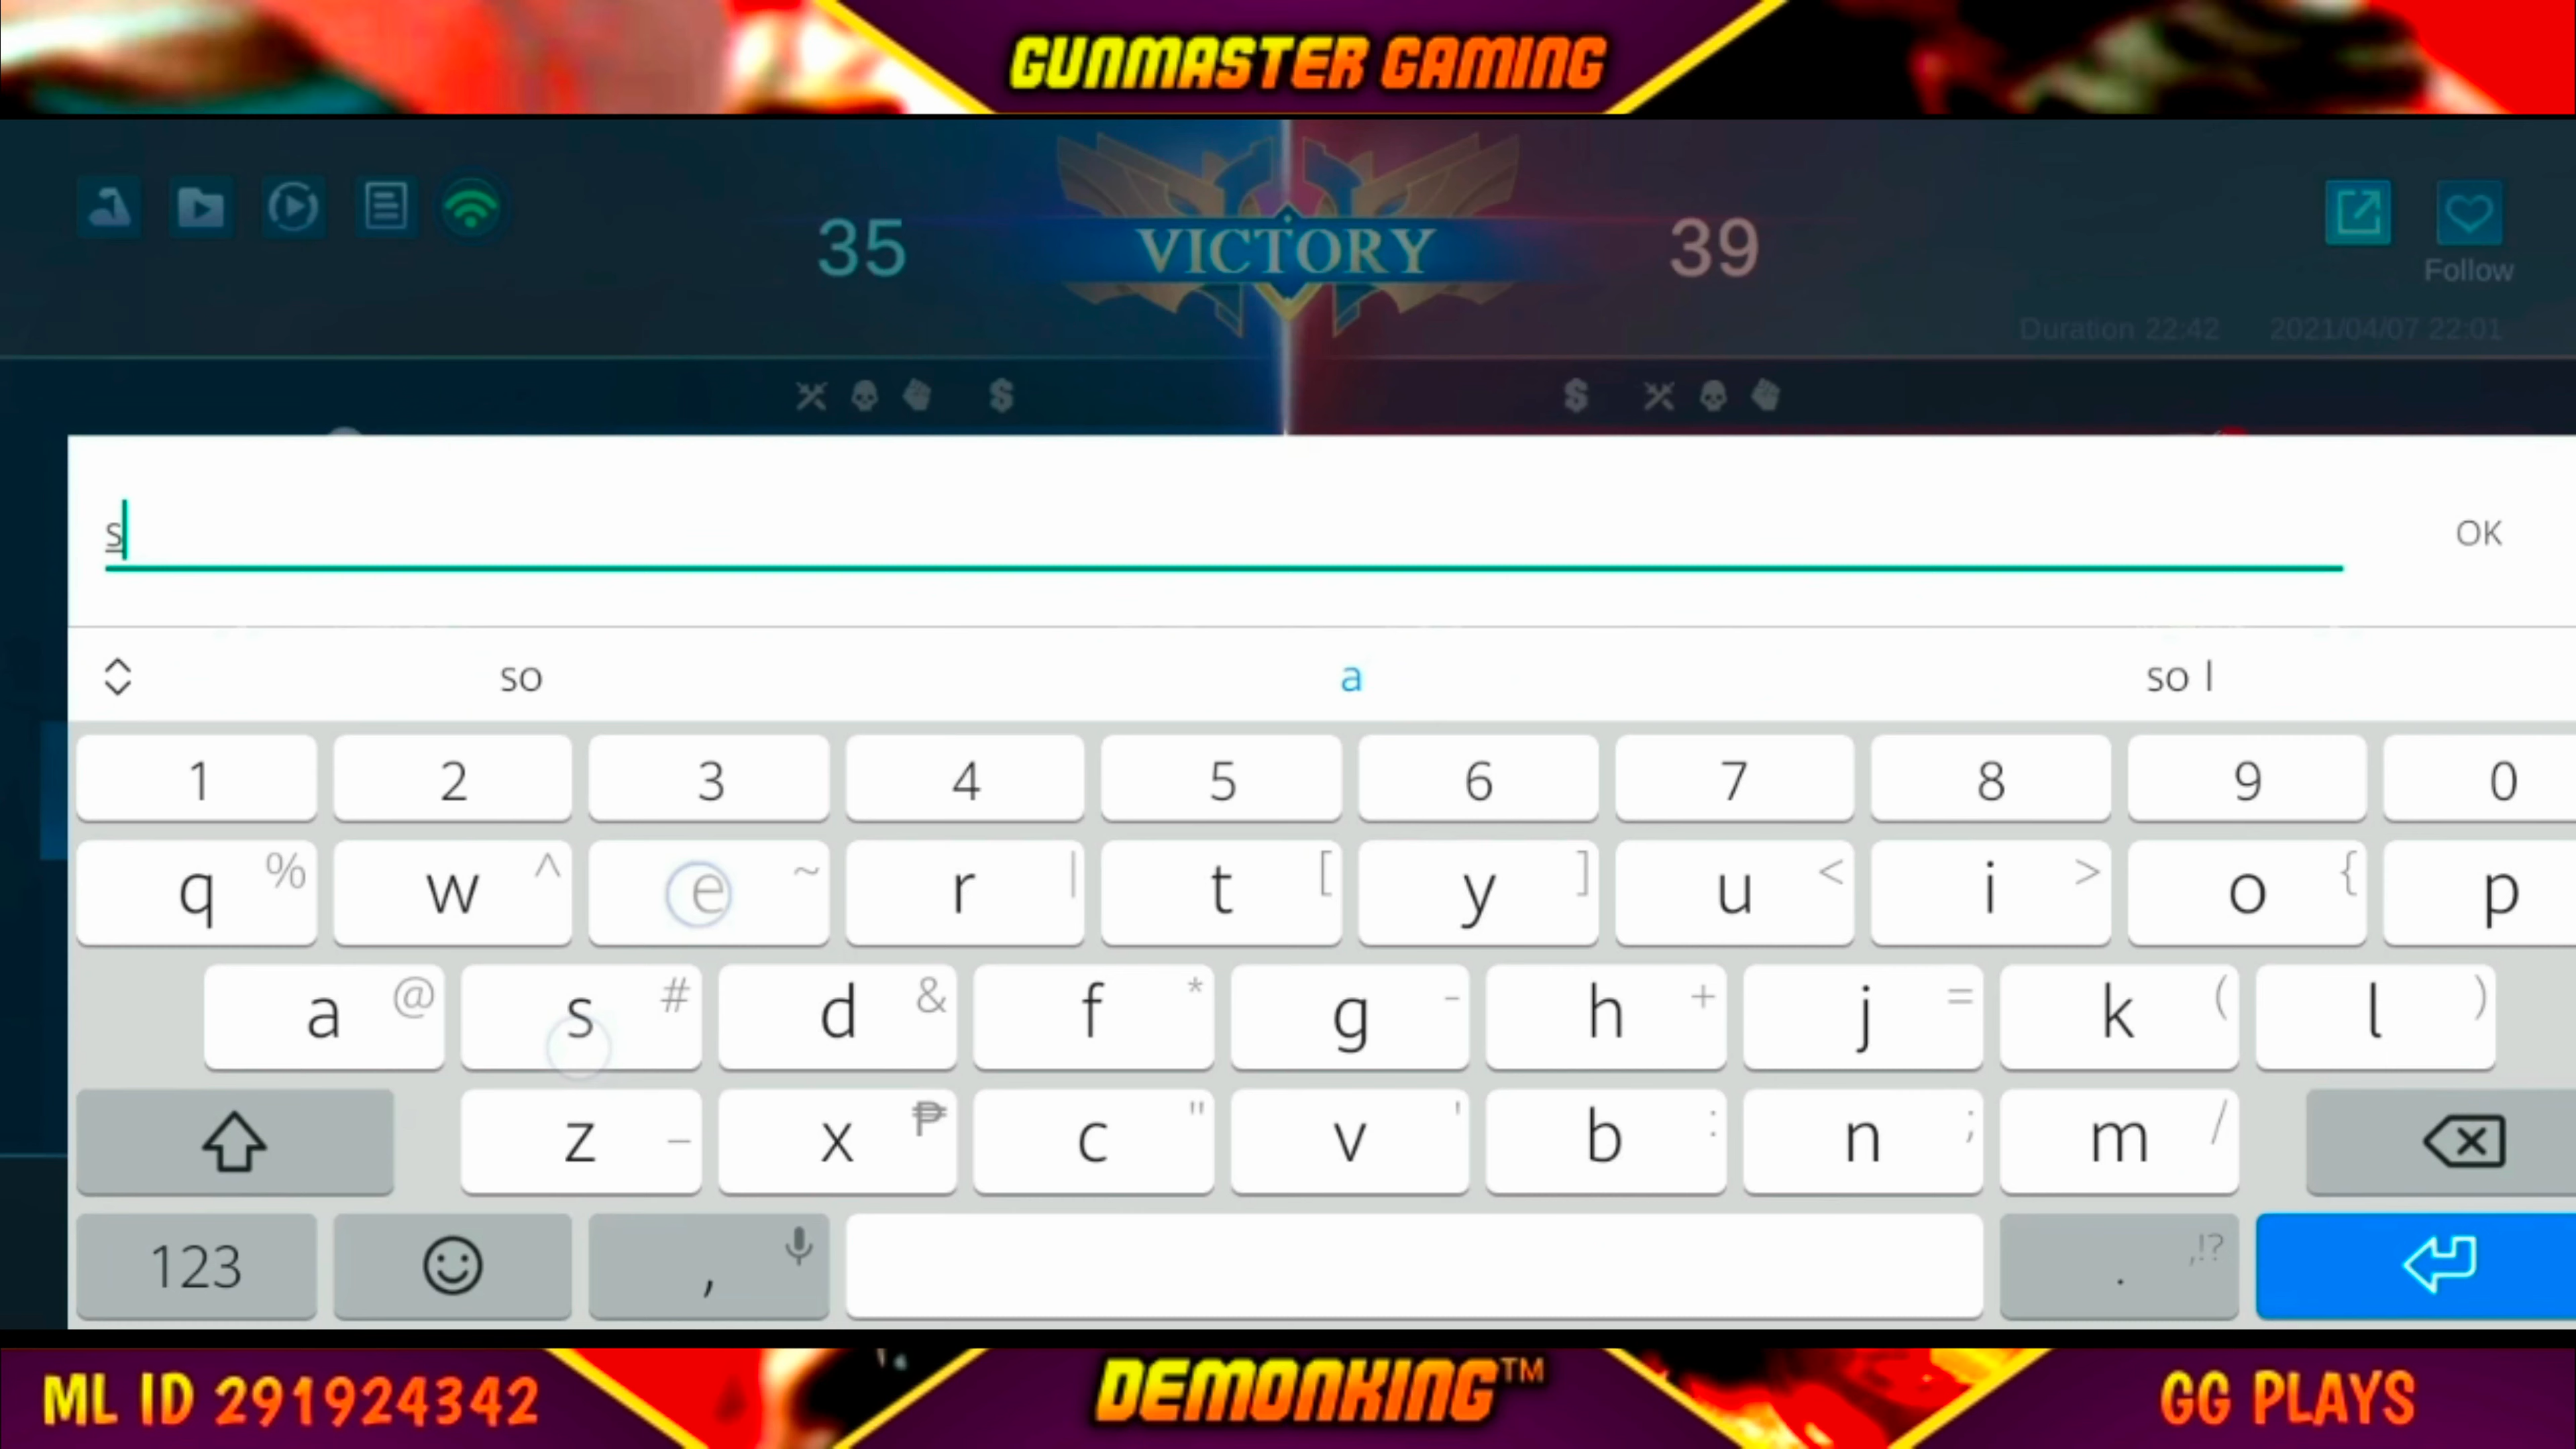 GUNMASTER GAMING
35
VICTORY
39
Follow
Duration 22:42 2021/04/07 22:01
s
OK
so a so I
1 2 3 4 5 6 7 8 9 0
q % w ^ e ~ r | t [ y ] u < i > o { p
a @ s # d & f * g - h + j = k ( l )
z _ x ₱ c " v ' b : n ; m /
123 , . ,!?
ML ID 291924342
DEMONKING™
GG PLAYS